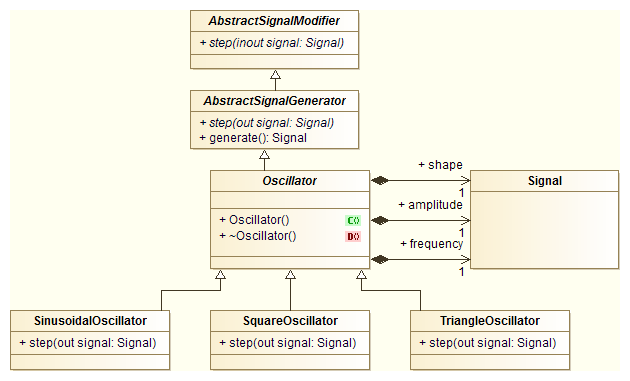 AbstractSignalModifier
+ step(inout signal: Signal)
AbstractSignalGenerator
+ step(out signal: Signal)
+ generate(): Signal
Oscillator
+ Oscillator() C()
+ ~Oscillator() D()
+ shape
1
+ amplitude
1
+ frequency
1
Signal
SinusoidalOscillator
+ step(out signal: Signal)
SquareOscillator
+ step(out signal: Signal)
TriangleOscillator
+ step(out signal: Signal)